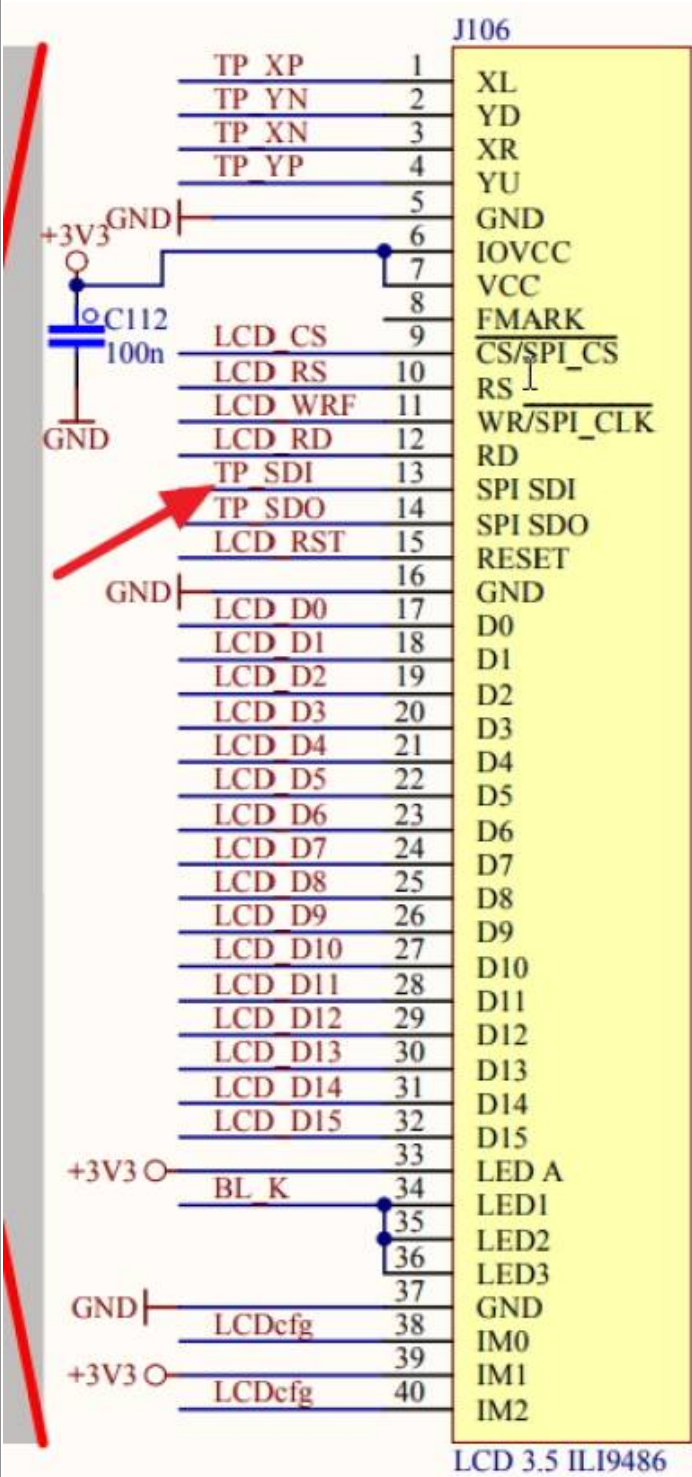 J106
TP_XP 1 XL
TP_YN 2 YD
TP_XN 3 XR
TP_YP 4 YU
GND 5 GND
+3V3 6 IOVCC
7 VCC
8 FMARK
C112
100n
GND
LCD_CS 9 CS/SPI_CS
LCD_RS 10 RS
LCD_WRF 11 WR/SPI_CLK
LCD_RD 12 RD
TP_SDI 13 SPI SDI
TP_SDO 14 SPI SDO
LCD_RST 15 RESET
GND 16 GND
LCD_D0 17 D0
LCD_D1 18 D1
LCD_D2 19 D2
LCD_D3 20 D3
LCD_D4 21 D4
LCD_D5 22 D5
LCD_D6 23 D6
LCD_D7 24 D7
LCD_D8 25 D8
LCD_D9 26 D9
LCD_D10 27 D10
LCD_D11 28 D11
LCD_D12 29 D12
LCD_D13 30 D13
LCD_D14 31 D14
LCD_D15 32 D15
+3V3 33 LED A
BL_K 34 LED1
35 LED2
36 LED3
GND 37 GND
LCDcfg 38 IM0
+3V3 39 IM1
LCDcfg 40 IM2
LCD 3.5 ILI9486